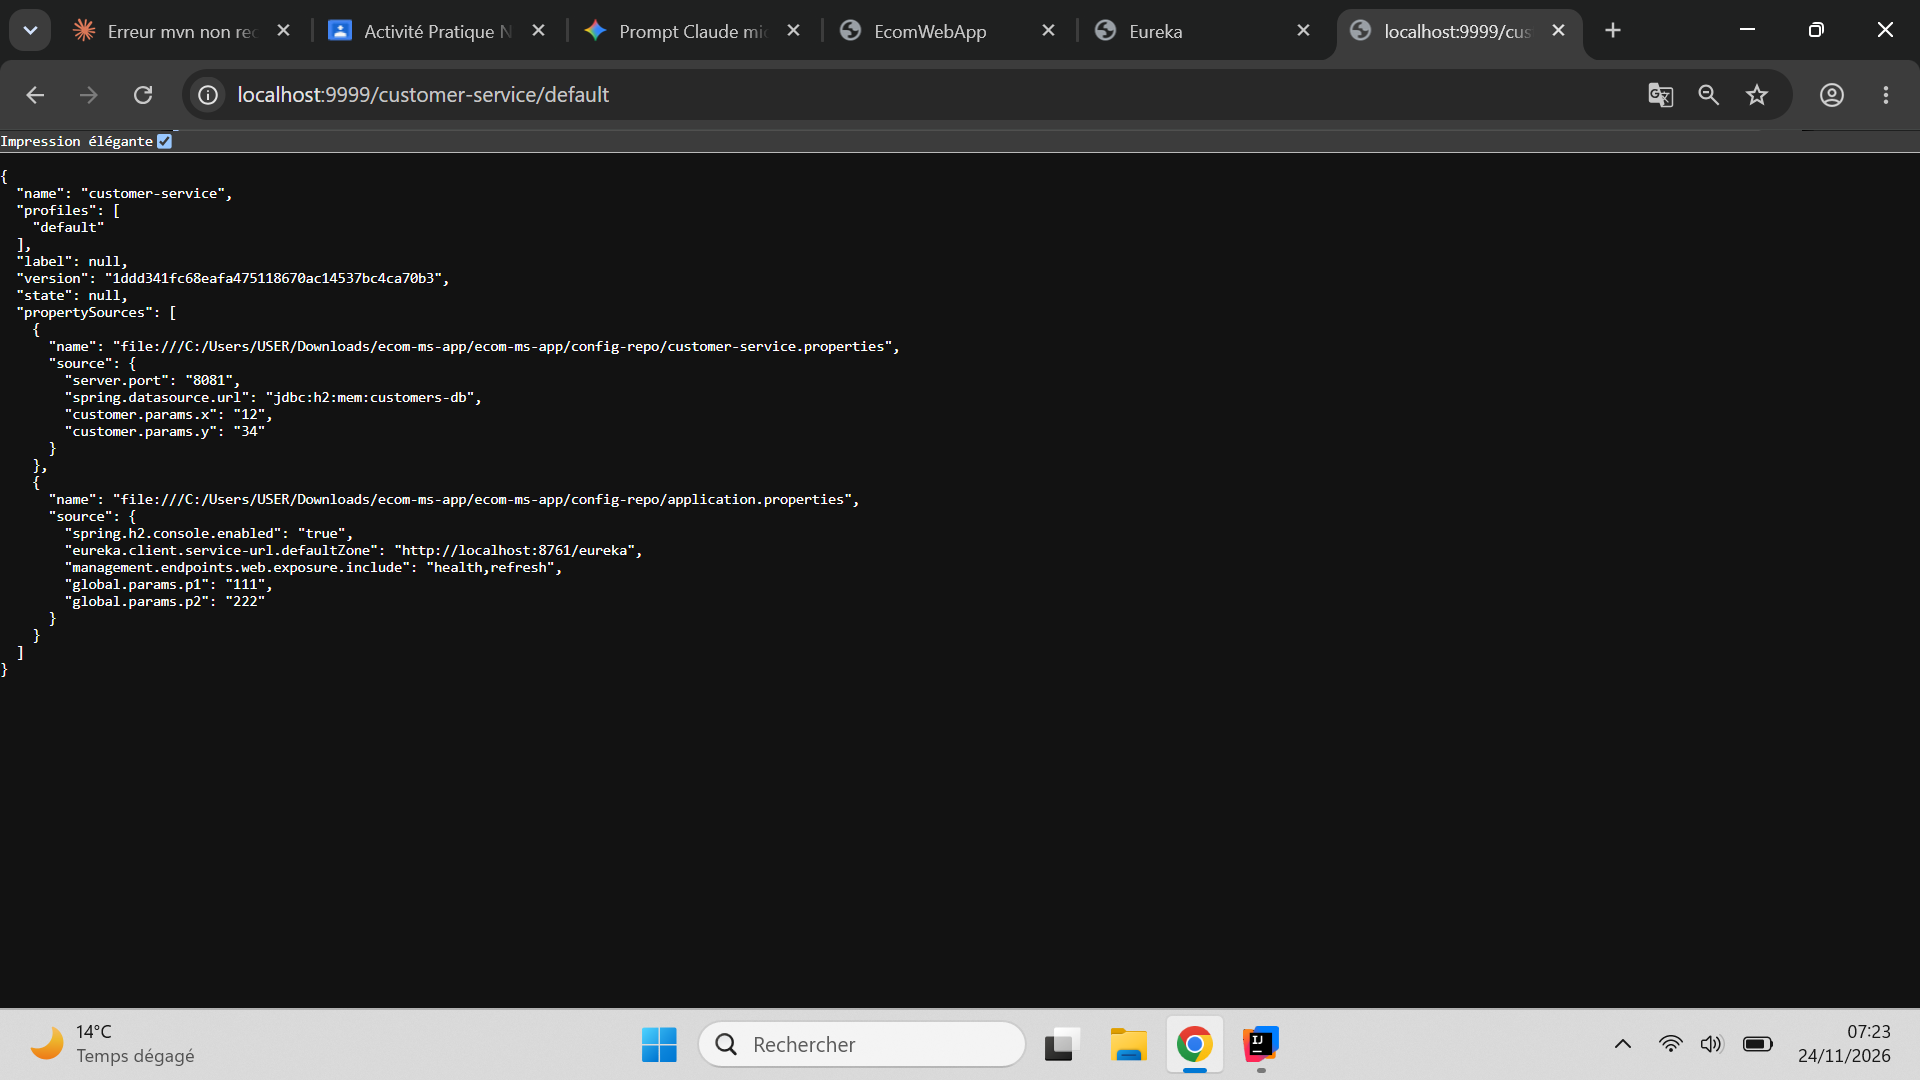 Erreur mvn non rec
Activité Pratique N
Prompt Claude mi
EcomWebApp
Eureka
localhost:9999/cus
localhost:9999/customer-service/default
Impression élégante
{
  "name": "customer-service",
  "profiles": [
    "default"
  ],
  "label": null,
  "version": "1ddd341fc68eafa475118670ac14537bc4ca70b3",
  "state": null,
  "propertySources": [
    {
      "name": "file:///C:/Users/USER/Downloads/ecom-ms-app/ecom-ms-app/config-repo/customer-service.properties",
      "source": {
        "server.port": "8081",
        "spring.datasource.url": "jdbc:h2:mem:customers-db",
        "customer.params.x": "12",
        "customer.params.y": "34"
      }
    },
    {
      "name": "file:///C:/Users/USER/Downloads/ecom-ms-app/ecom-ms-app/config-repo/application.properties",
      "source": {
        "spring.h2.console.enabled": "true",
        "eureka.client.service-url.defaultZone": "http://localhost:8761/eureka",
        "management.endpoints.web.exposure.include": "health,refresh",
        "global.params.p1": "111",
        "global.params.p2": "222"
      }
    }
  ]
}
14°C
Temps dégagé
Rechercher
IJ
07:23
24/11/2026